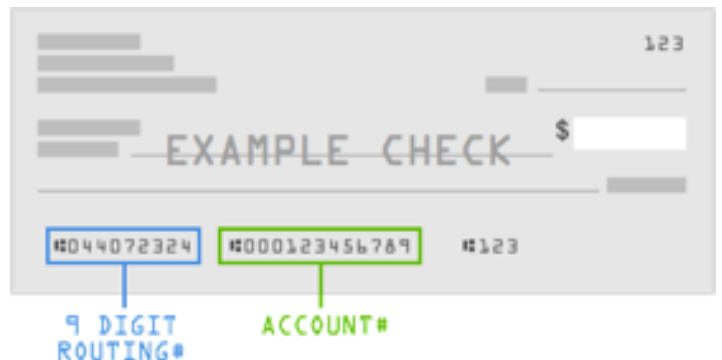 123
$
EXAMPLE CHECK
⑆044072324 ⑆000123456789 ⑆123
9 DIGIT ACCOUNT#
ROUTING#